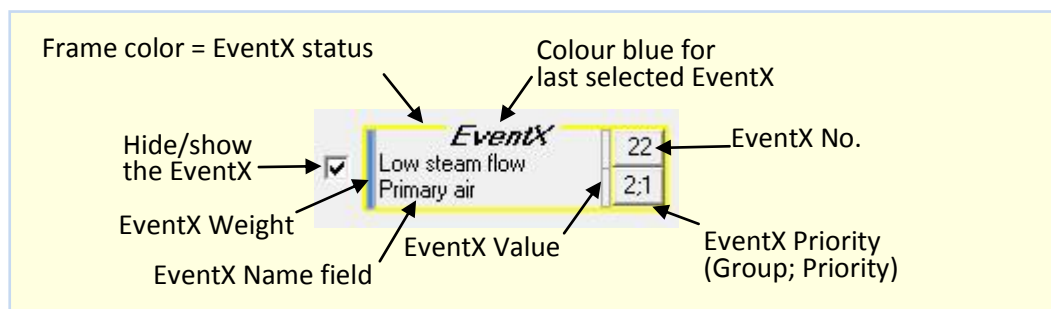 Frame color = EventX status
Colour blue for
last selected EventX
Hide/show
the EventX
EventX
Low steam flow
Primary air
22
2;1
EventX No.
EventX Weight
EventX Name field
EventX Value
EventX Priority
(Group; Priority)